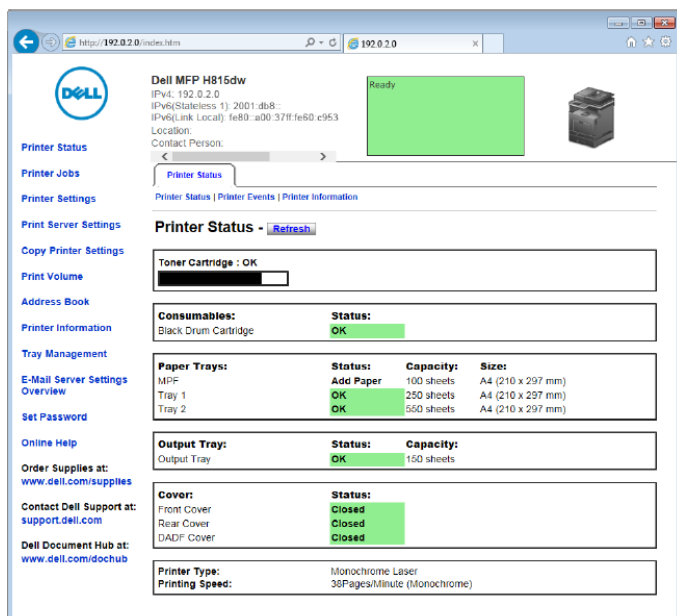 http://192.0.2.0/index.htm
192.0.2.0
DELL
Dell MFP H815dw
IPv4: 192.0.2.0
IPv6(Stateless 1): 2001:db8::
IPv6(Link Local): fe80::a00:37ff:fe60:c953
Location:
Contact Person:
Ready
Printer Status
Printer Jobs
Printer Settings
Print Server Settings
Copy Printer Settings
Print Volume
Address Book
Printer Information
Tray Management
E-Mail Server Settings
Overview
Set Password
Online Help
Order Supplies at:
www.dell.com/supplies
Contact Dell Support at:
support.dell.com
Dell Document Hub at:
www.dell.com/dochub
Printer Status
Printer Status | Printer Events | Printer Information
Printer Status - Refresh
Toner Cartridge : OK
Consumables: Status:
Black Drum Cartridge OK
Paper Trays: Status: Capacity: Size:
MPF Add Paper 100 sheets A4 (210 x 297 mm)
Tray 1 OK 250 sheets A4 (210 x 297 mm)
Tray 2 OK 550 sheets A4 (210 x 297 mm)
Output Tray: Status: Capacity:
Output Tray OK 150 sheets
Cover: Status:
Front Cover Closed
Rear Cover Closed
DADF Cover Closed
Printer Type: Monochrome Laser
Printing Speed: 38Pages/Minute (Monochrome)